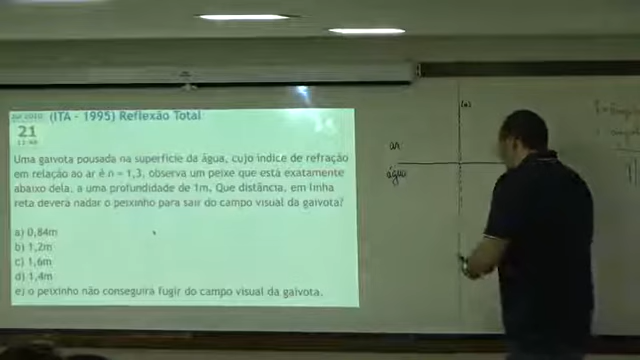 (ITA - 1995) Reflexão Total
21
Uma gaivota pousada na superfície da água, cujo índice de refração
em relação ao ar é n = 1,3, observa um peixe que está exatamente
abaixo dela, a uma profundidade de 1m. Que distância, em linha
reta deverá nadar o peixinho para sair do campo visual da gaivota?
a) 0,84m
b) 1,2m
c) 1,6m
d) 1,4m
e) o peixinho não conseguirá fugir do campo visual da gaivota.
ar
água